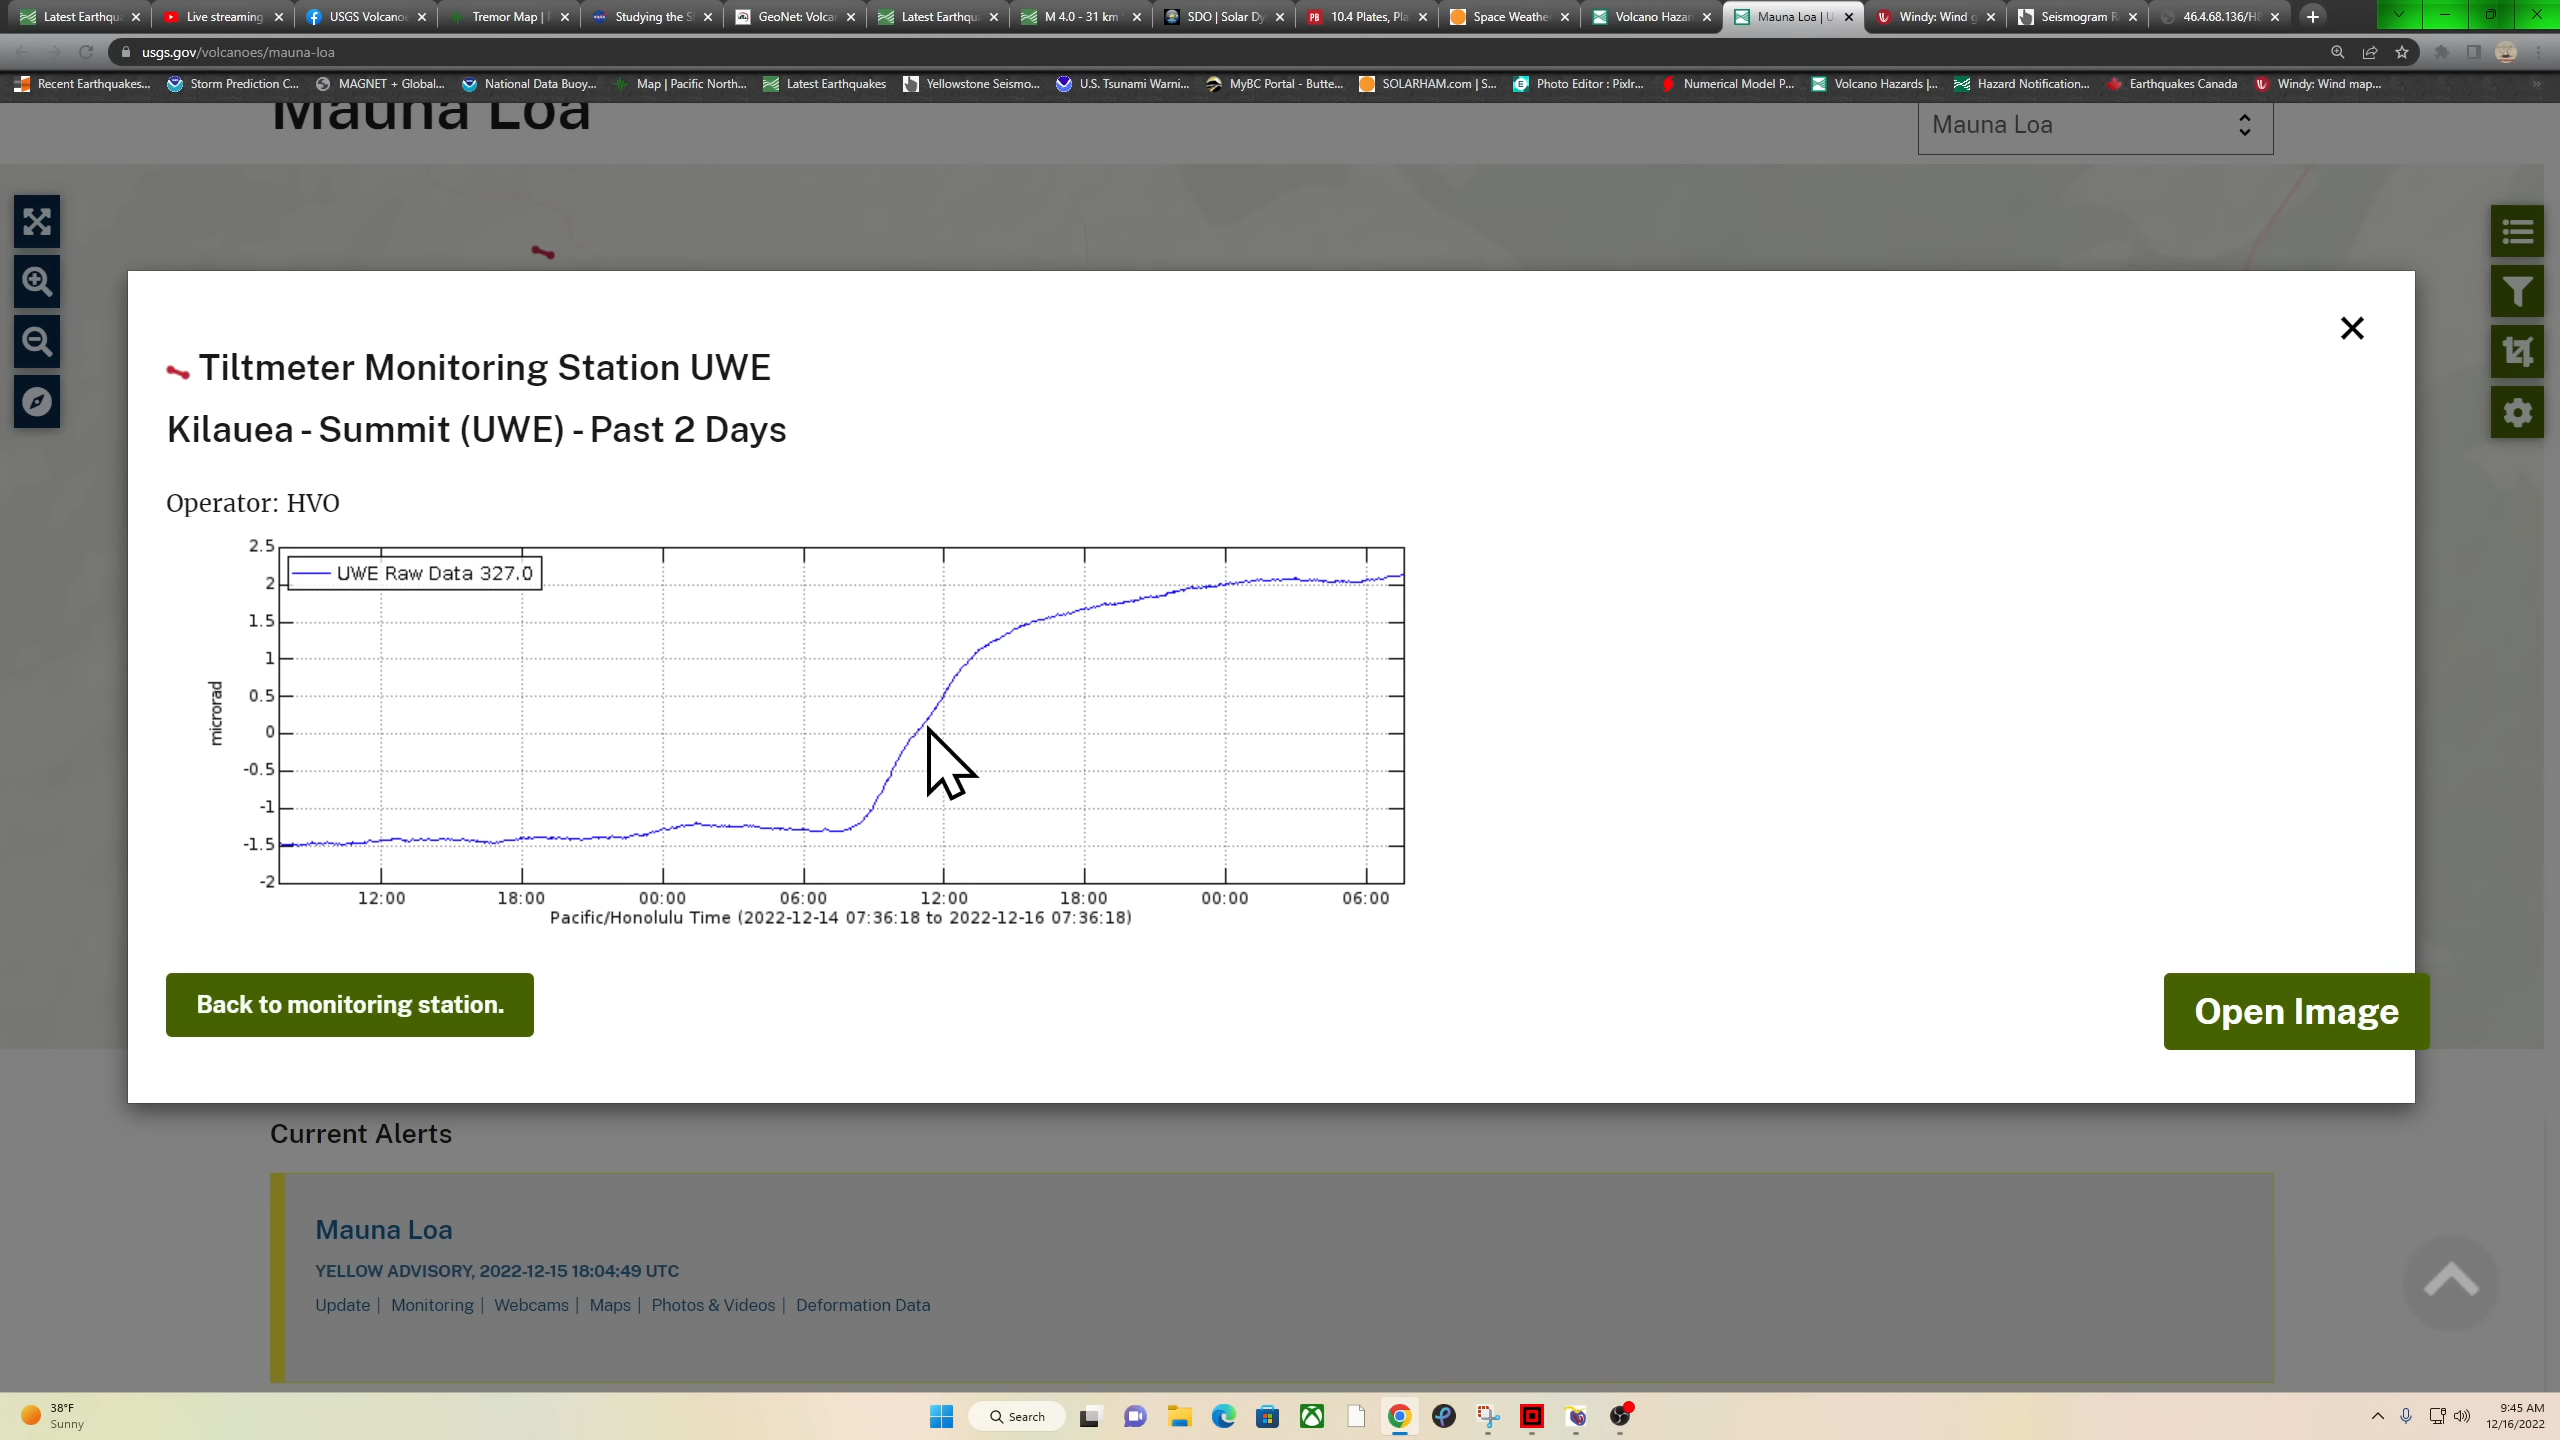 Latest Earthqu
Live streaming
USGS Volcano
Tremor Map |
Studying the S
GeoNet: Volca
Latest Earthqu
M 4.0 - 31 km
SDO | Solar Dy
10.4 Plates, Pla
Space Weathe
Volcano Hazar
Mauna Loa | U
Windy: Wind
Seismogram
46.4.68.136/H
usgs.gov/volcanoes/mauna-loa
Recent Earthquakes...
Storm Prediction C...
MAGNET + Global...
National Data Buoy...
Map | Pacific North...
Latest Earthquakes
Yellowstone Seismo...
U.S. Tsunami Warni...
MyBC Portal - Butte...
SOLARHAM.com | S...
Photo Editor : Pixlr...
Numerical Model P...
Volcano Hazards |...
Hazard Notification...
Earthquakes Canada
Windy: Wind map...
Mauna Loa
Mauna Loa
Tiltmeter Monitoring Station UWE
Kilauea - Summit (UWE) - Past 2 Days
Operator: HVO
UWE Raw Data 327.0
2.5
2
1.5
1
0.5
0
-0.5
-1
-1.5
-2
microrad
12:00 18:00 00:00 06:00 12:00 18:00 00:00 06:00
Pacific/Honolulu Time (2022-12-14 07:36:18 to 2022-12-16 07:36:18)
Back to monitoring station.
Open Image
Current Alerts
Mauna Loa
YELLOW ADVISORY, 2022-12-15 18:04:49 UTC
Update | Monitoring | Webcams | Maps | Photos & Videos | Deformation Data
38°F
Sunny
Search
9:45 AM
12/16/2022